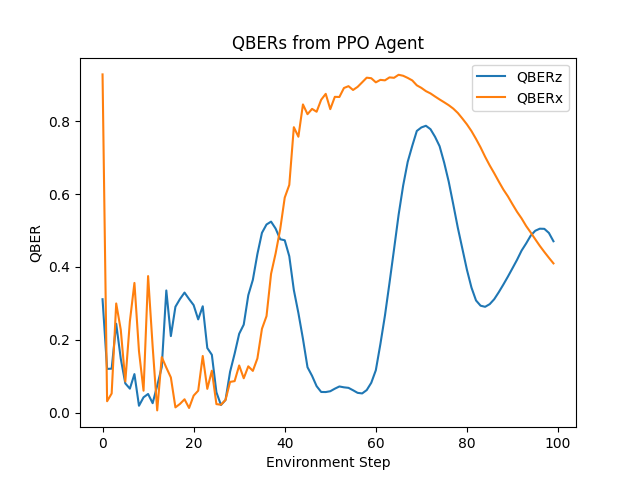 QBERs from PPO Agent
QBERz
QBERx
QBER
0.8
0.6
0.4
0.2
0.0
0 20 40 60 80 100
Environment Step